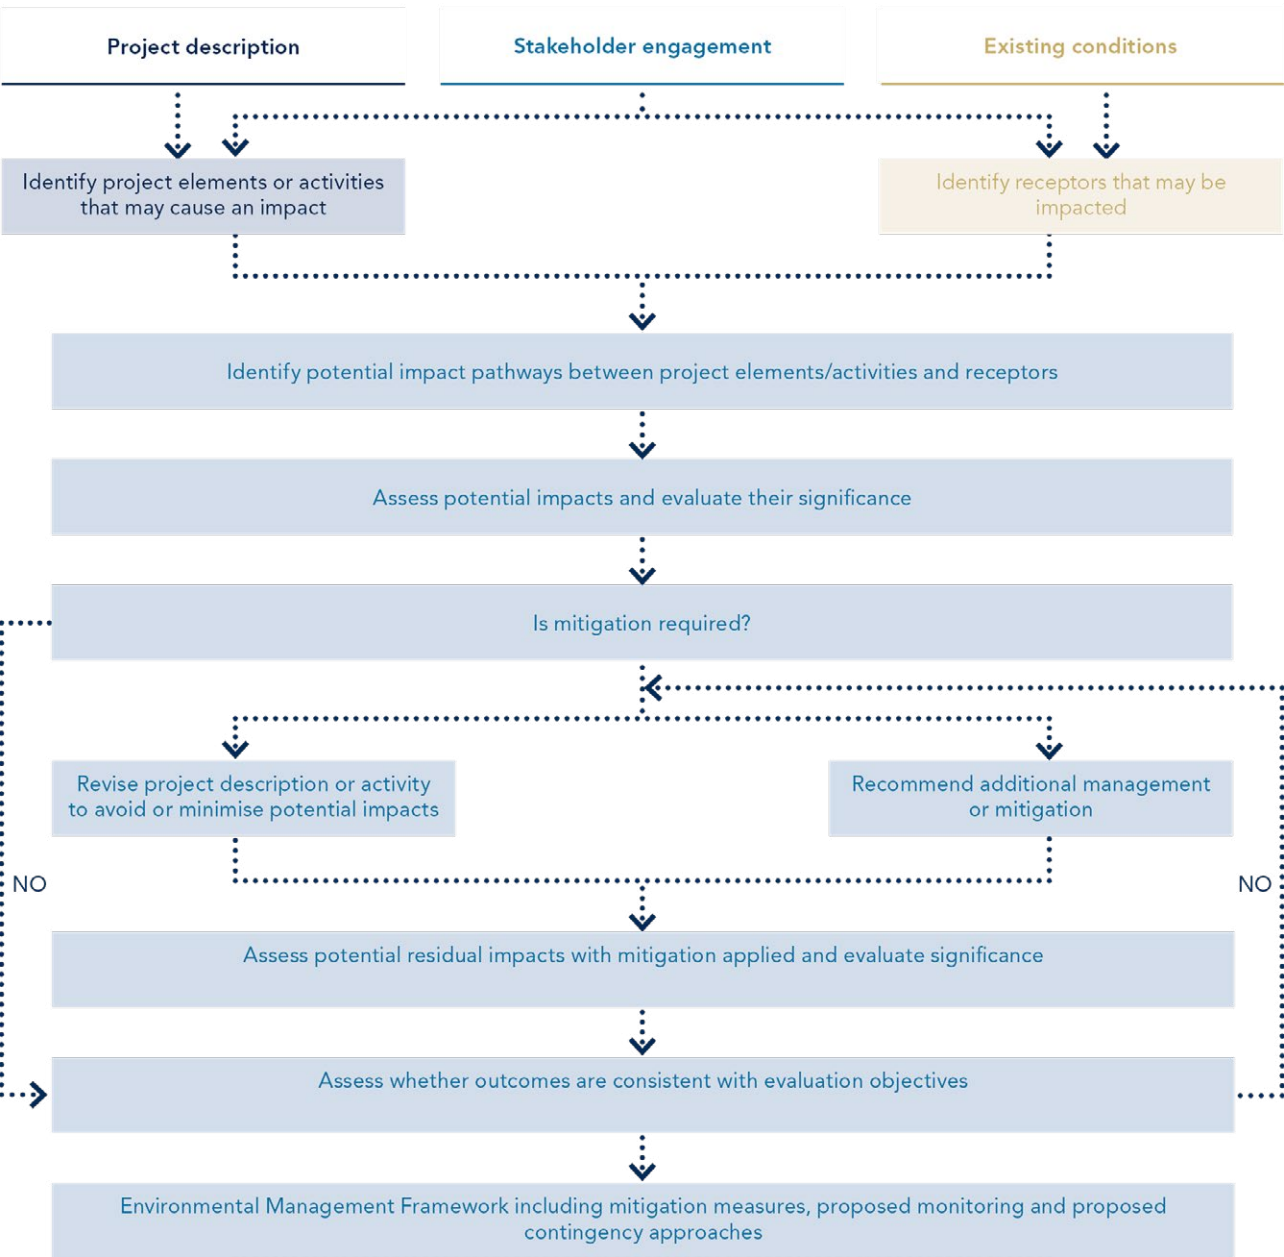 Project description
Stakeholder engagement
Existing conditions
Identify project elements or activities
that may cause an impact
Identify receptors that may be
impacted
Identify potential impact pathways between project elements/activities and receptors
Assess potential impacts and evaluate their significance
Is mitigation required?
Revise project description or activity
to avoid or minimise potential impacts
Recommend additional management
or mitigation
NO
NO
Assess potential residual impacts with mitigation applied and evaluate significance
Assess whether outcomes are consistent with evaluation objectives
Environmental Management Framework including mitigation measures, proposed monitoring and proposed
contingency approaches